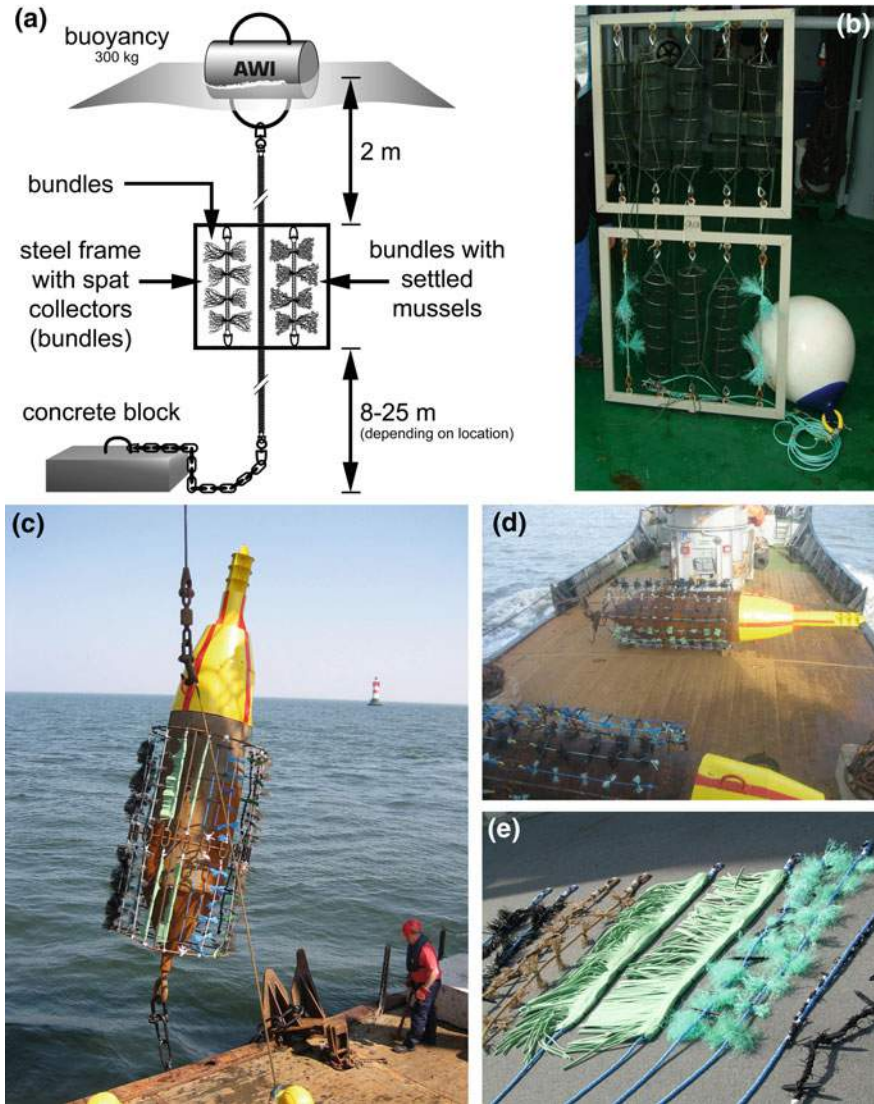 (a)
buoyancy
300 kg
AWI
2 m
bundles
steel frame
with spat
collectors
(bundles)
bundles with
settled
mussels
concrete block
8-25 m
(depending on location)
(b)
(c)
(d)
(e)